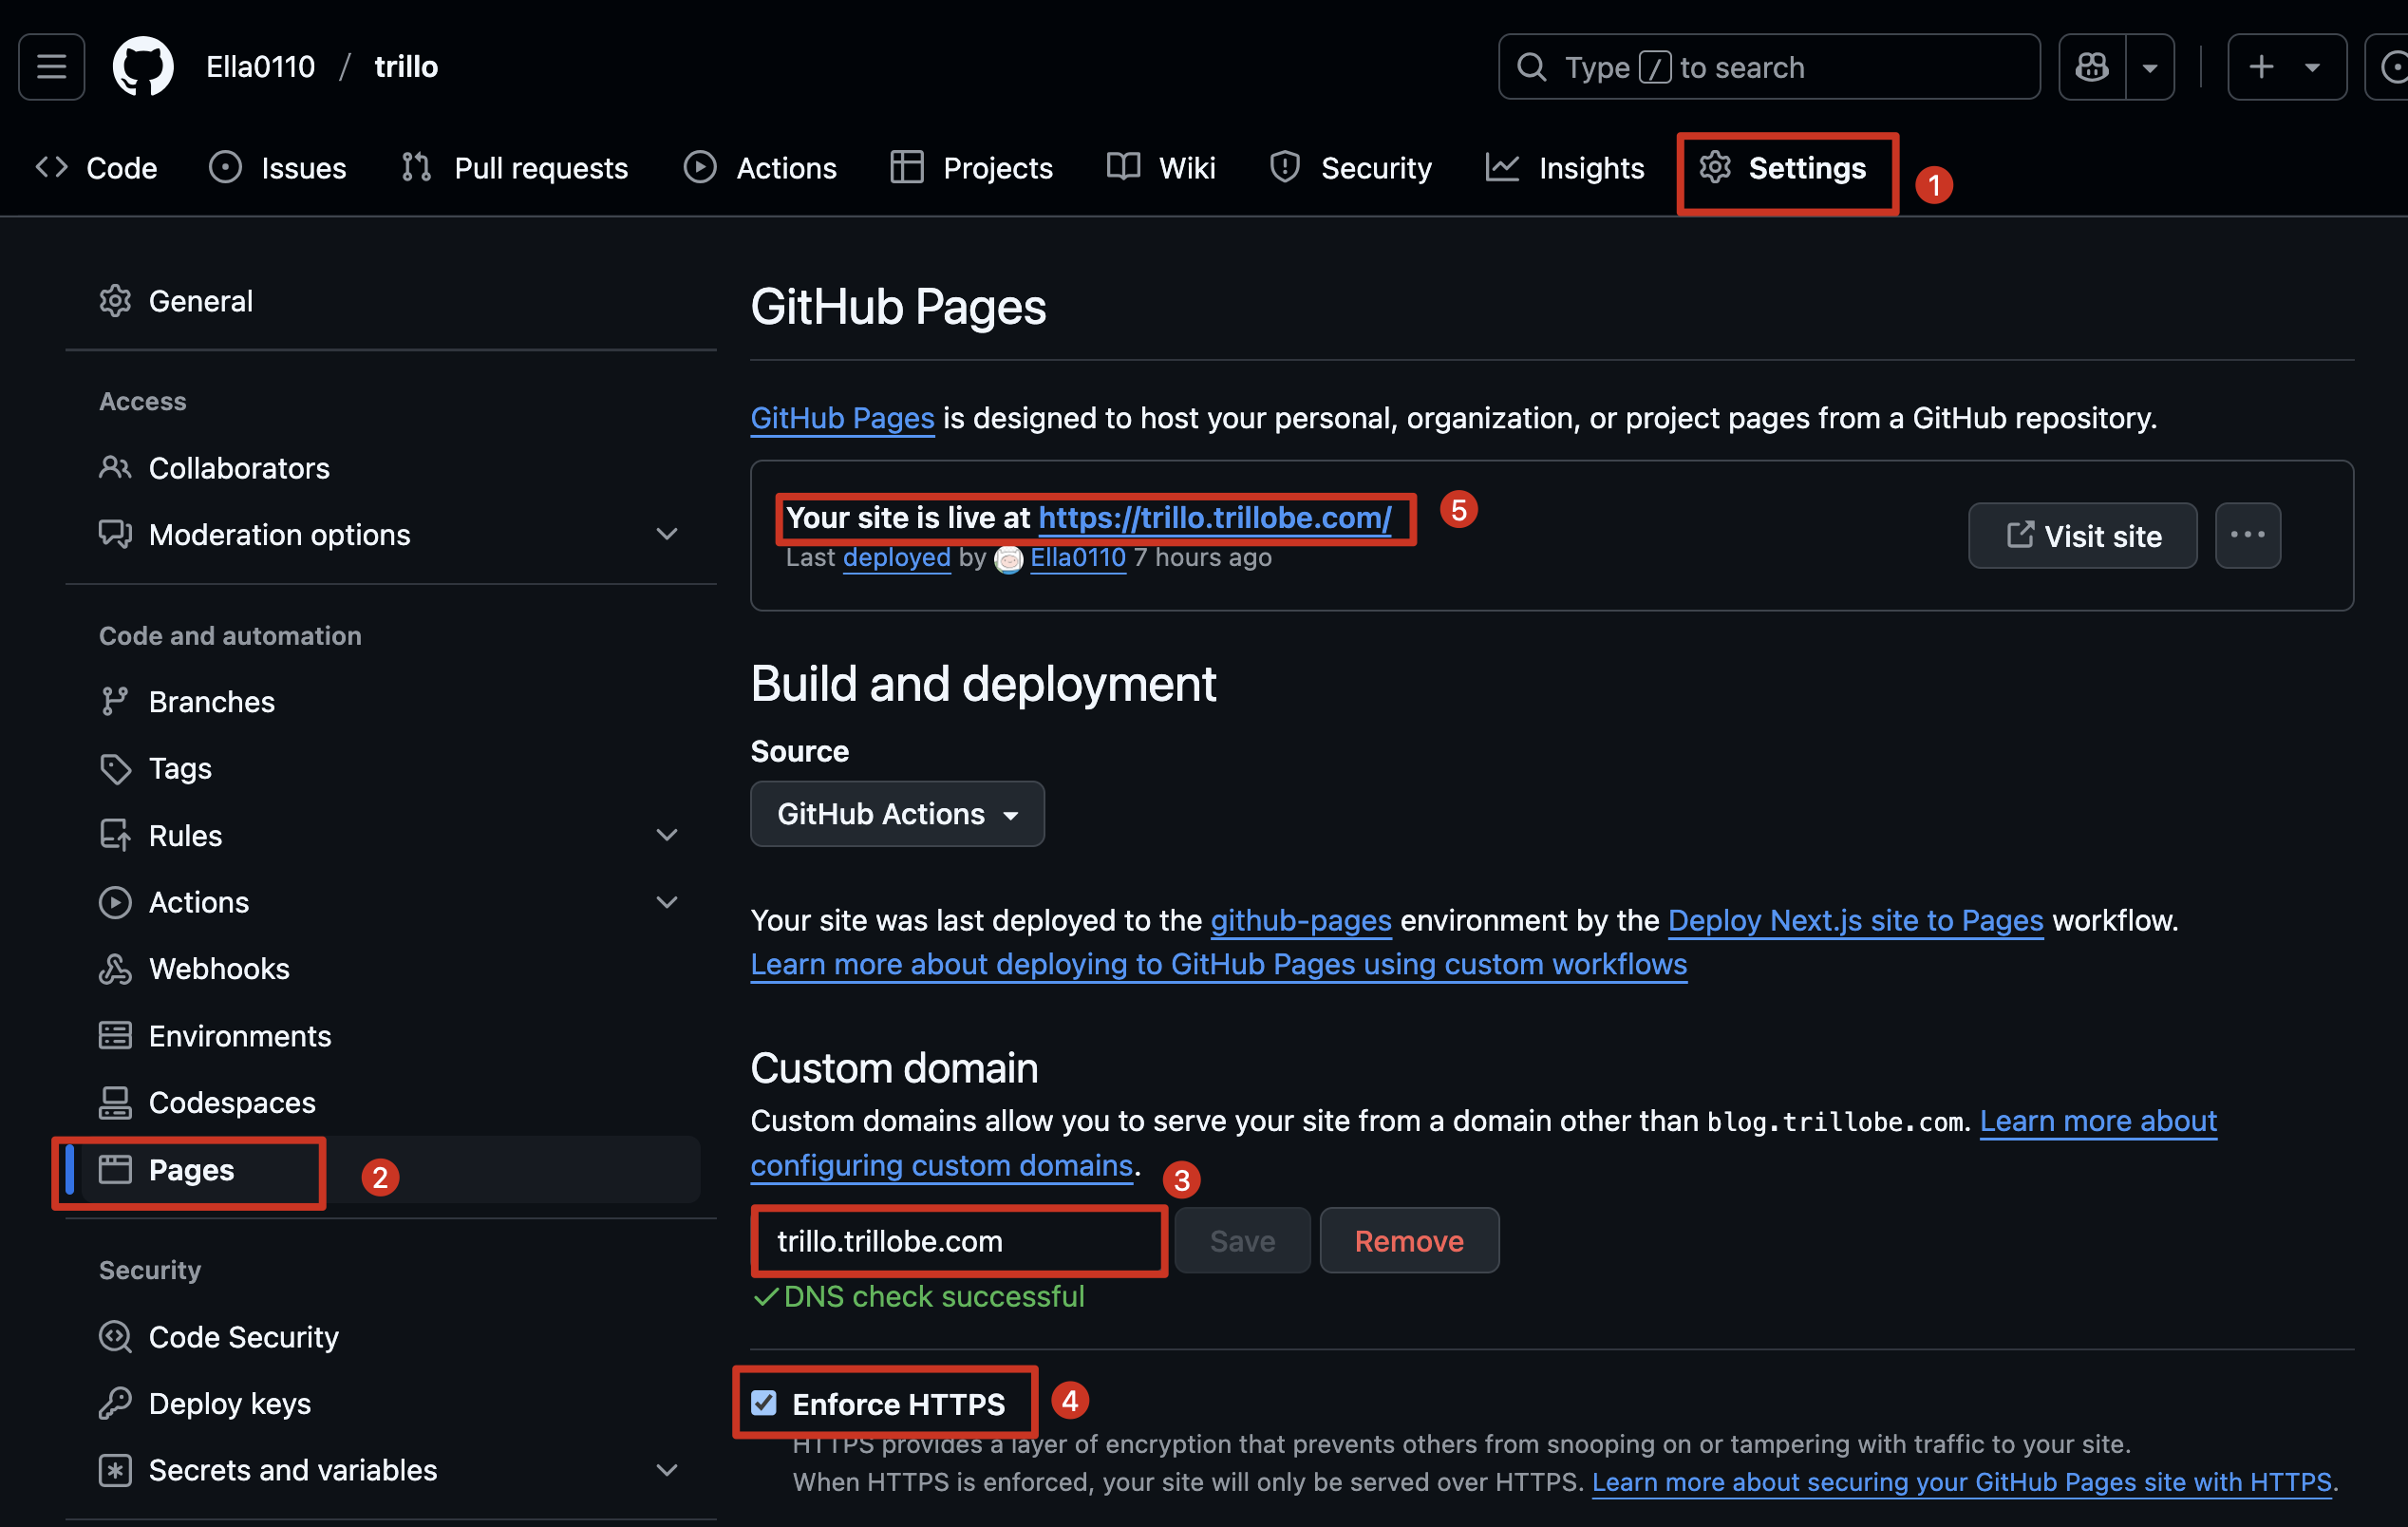 Ella0110 / trillo
Type / to search
Code Issues Pull requests Actions Projects Wiki Security Insights Settings 1
General
Access
Collaborators
Moderation options
Code and automation
Branches
Tags
Rules
Actions
Webhooks
Environments
Codespaces
Pages 2
Security
Code Security
Deploy keys
Secrets and variables
GitHub Pages
GitHub Pages is designed to host your personal, organization, or project pages from a GitHub repository.
Your site is live at https://trillo.trillobe.com/ 5
Last deployed by Ella0110 7 hours ago
Visit site
Build and deployment
Source
GitHub Actions
Your site was last deployed to the github-pages environment by the Deploy Next.js site to Pages workflow.
Learn more about deploying to GitHub Pages using custom workflows
Custom domain
Custom domains allow you to serve your site from a domain other than blog.trillobe.com. Learn more about
configuring custom domains. 3
trillo.trillobe.com Save Remove
DNS check successful
Enforce HTTPS 4
HTTPS provides a layer of encryption that prevents others from snooping on or tampering with traffic to your site.
When HTTPS is enforced, your site will only be served over HTTPS. Learn more about securing your GitHub Pages site with HTTPS.